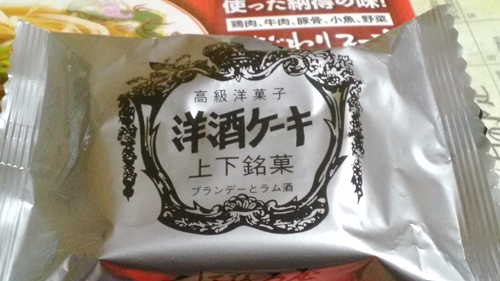 使った納得の味!
鶏肉、牛肉、豚骨、小魚、野菜
高級洋菓子
洋酒ケーキ
上下銘菓
ブランデーとラム酒